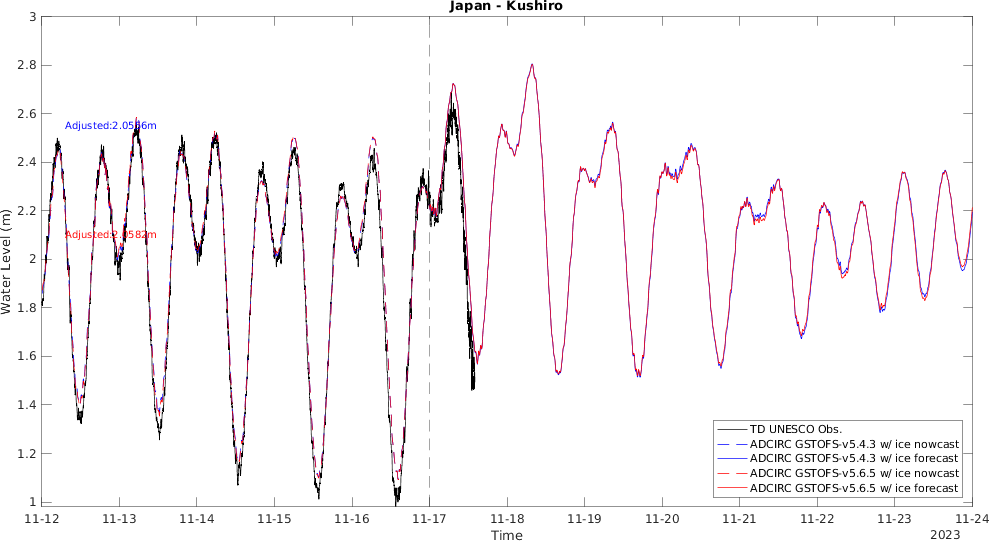 Japan - Kushiro
3
2.8
2.6
2.4
2.2
2
1.8
1.6
1.4
1.2
1
Water Level (m)
Adjusted:2.0566m
Adjusted:2.0582m
TD UNESCO Obs.
ADCIRC GSTOFS-v5.4.3 w/ ice nowcast
ADCIRC GSTOFS-v5.4.3 w/ ice forecast
ADCIRC GSTOFS-v5.6.5 w/ ice nowcast
ADCIRC GSTOFS-v5.6.5 w/ ice forecast
11-12 11-13 11-14 11-15 11-16 11-17 11-18 11-19 11-20 11-21 11-22 11-23 11-24
Time
2023